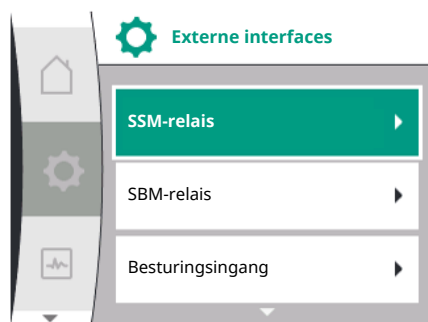 Externe interfaces
SSM-relais
SBM-relais
Besturingsingang